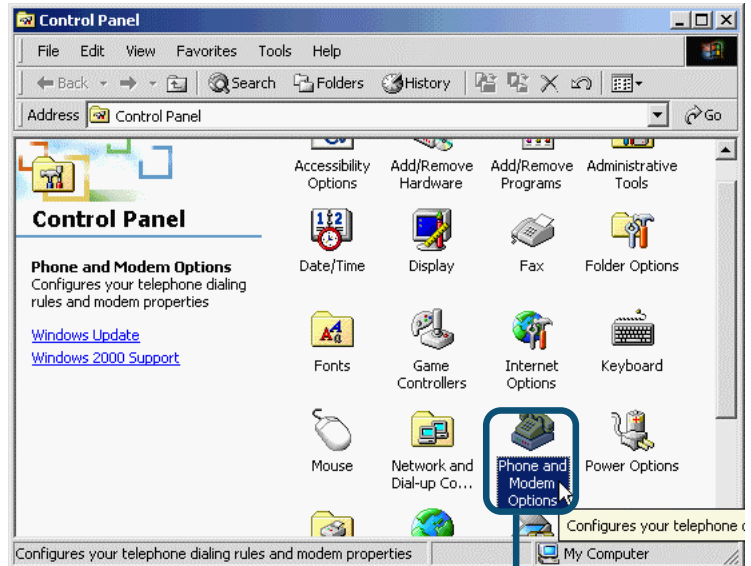 Control Panel
File Edit View Favorites Tools Help
Back Search Folders History
Address Control Panel Go
Control Panel
Phone and Modem Options
Configures your telephone dialing
rules and modem properties
Windows Update
Windows 2000 Support
Accessibility
Options
Add/Remove
Hardware
Add/Remove
Programs
Administrative
Tools
Date/Time
Display
Fax
Folder Options
Fonts
Game
Controllers
Internet
Options
Keyboard
Mouse
Network and
Dial-up Co...
Phone and
Modem
Options
Power Options
Configures your telephone
Configures your telephone dialing rules and modem properties
My Computer